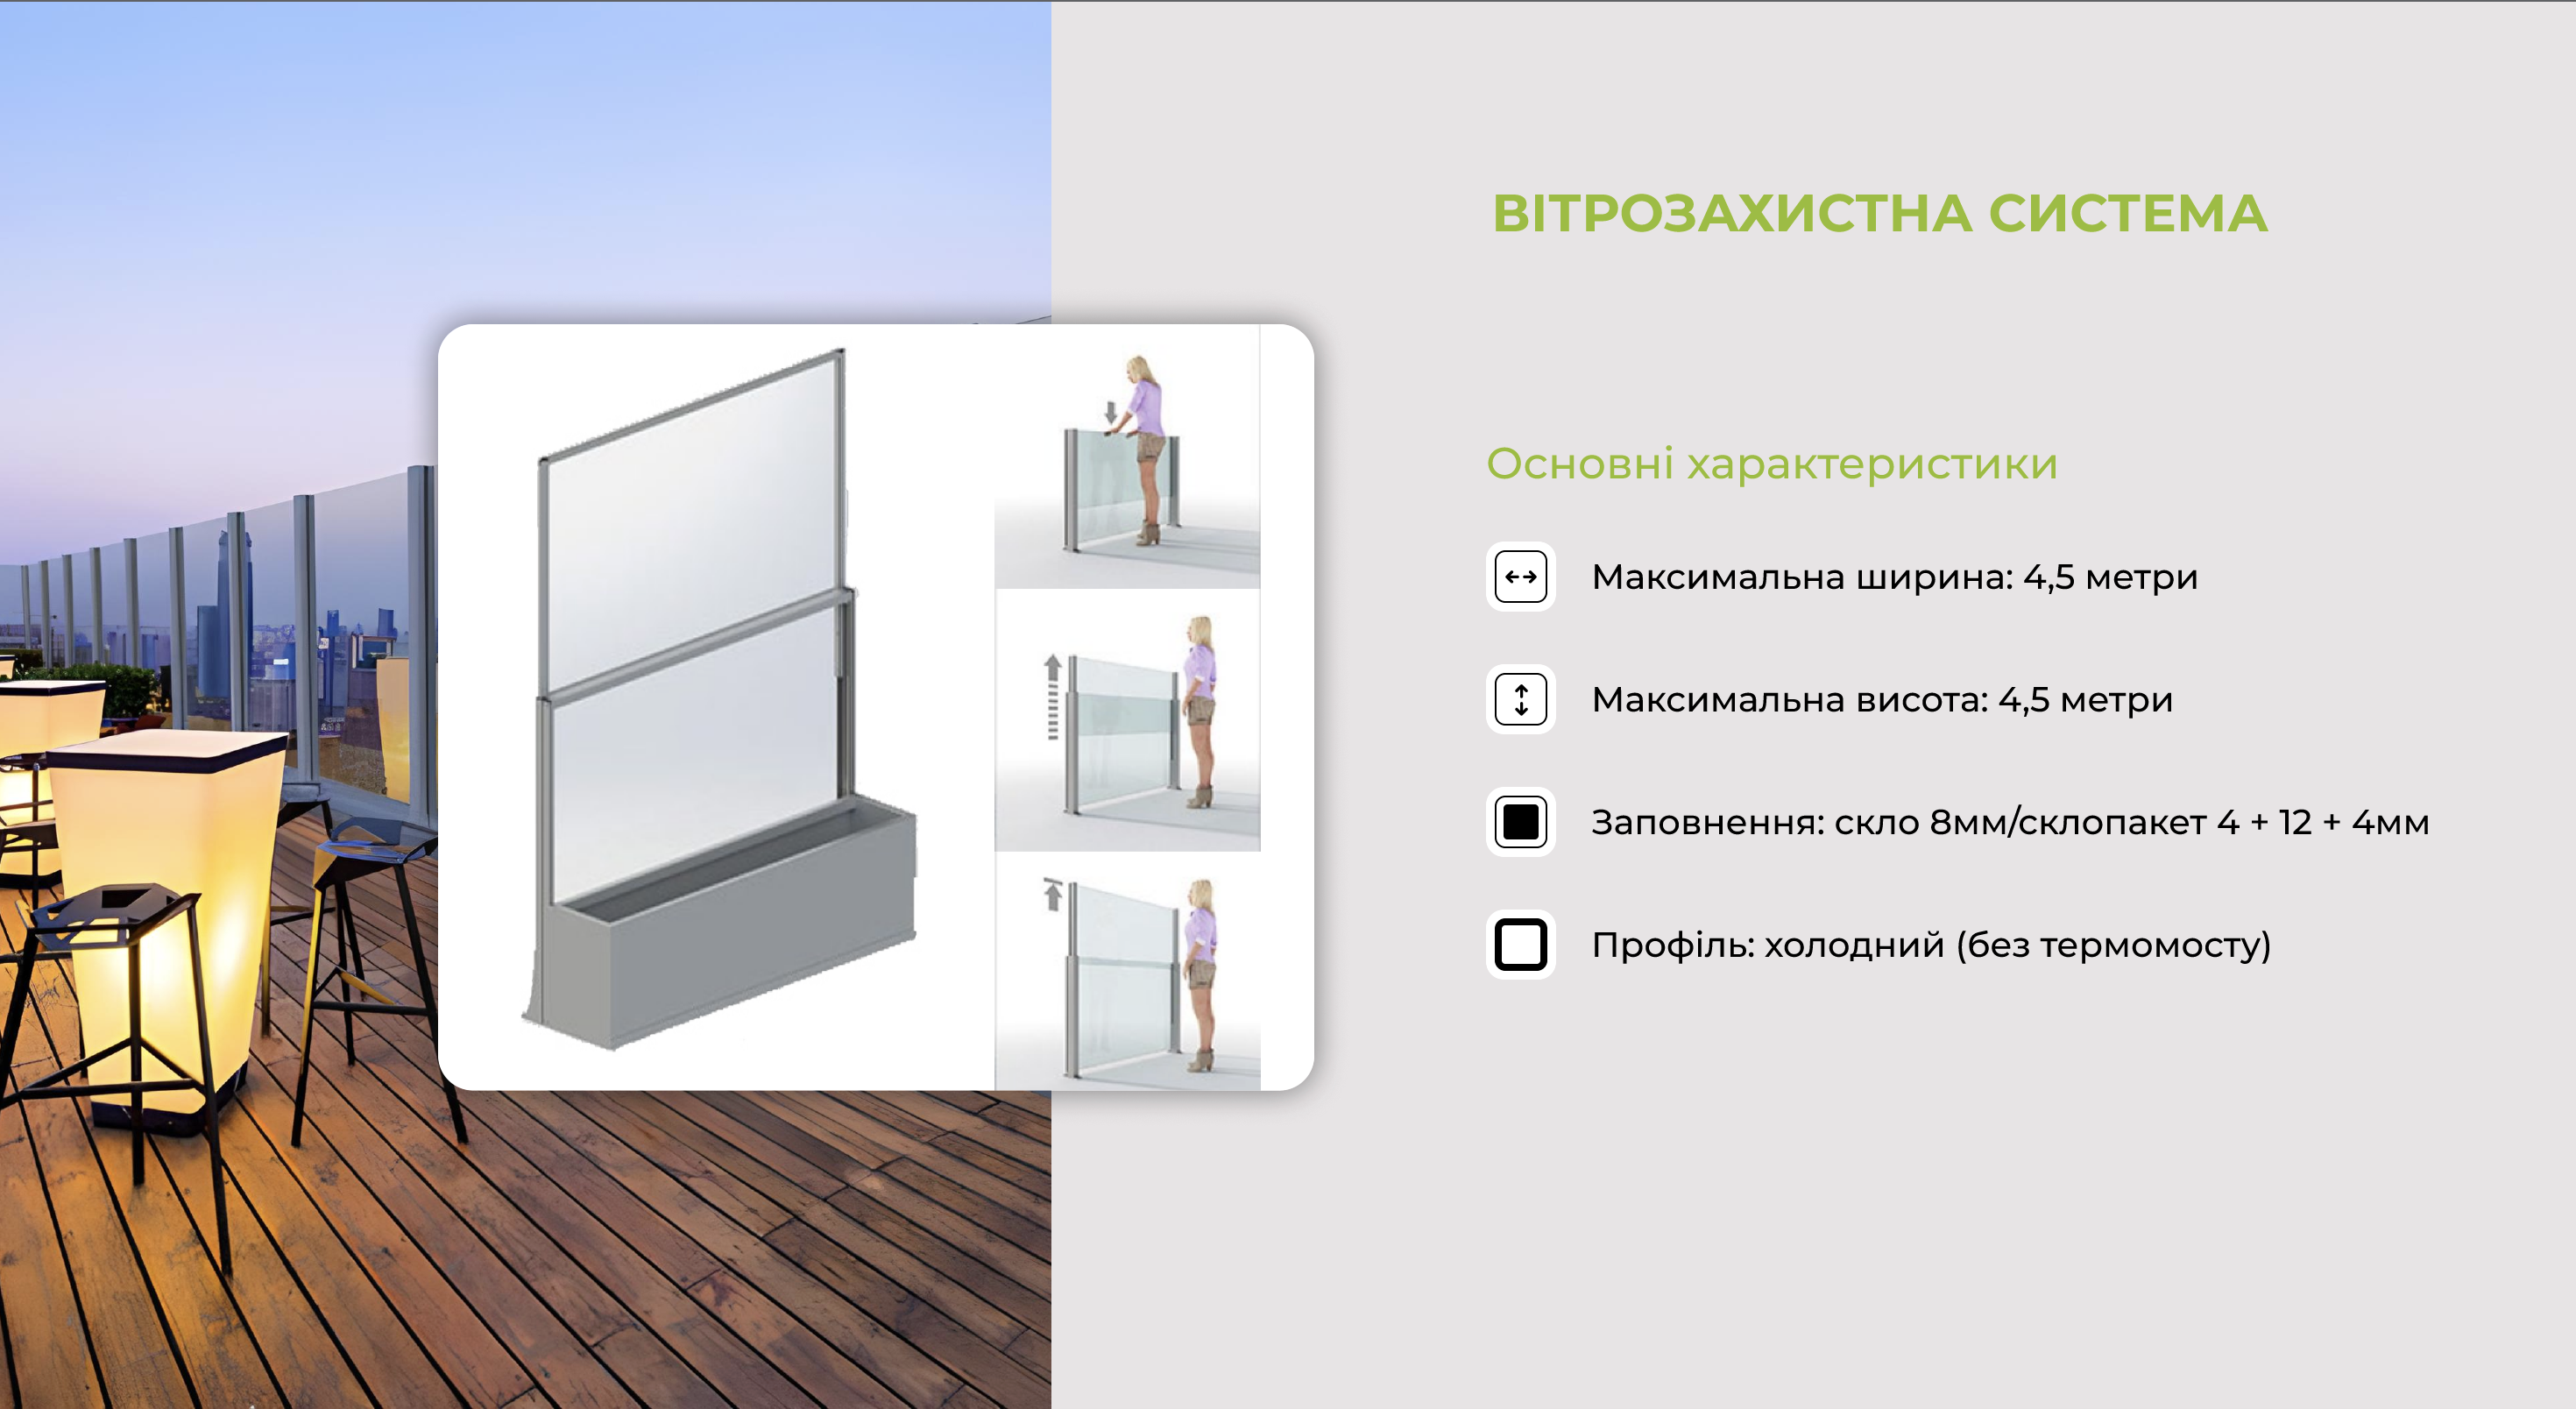 ВІТРОЗАХИСТНА СИСТЕМА
Основні характеристики
Максимальна ширина: 4,5 метри
Максимальна висота: 4,5 метри
Заповнення: скло 8мм/склопакет 4 + 12 + 4мм
Профіль: холодний (без термомосту)